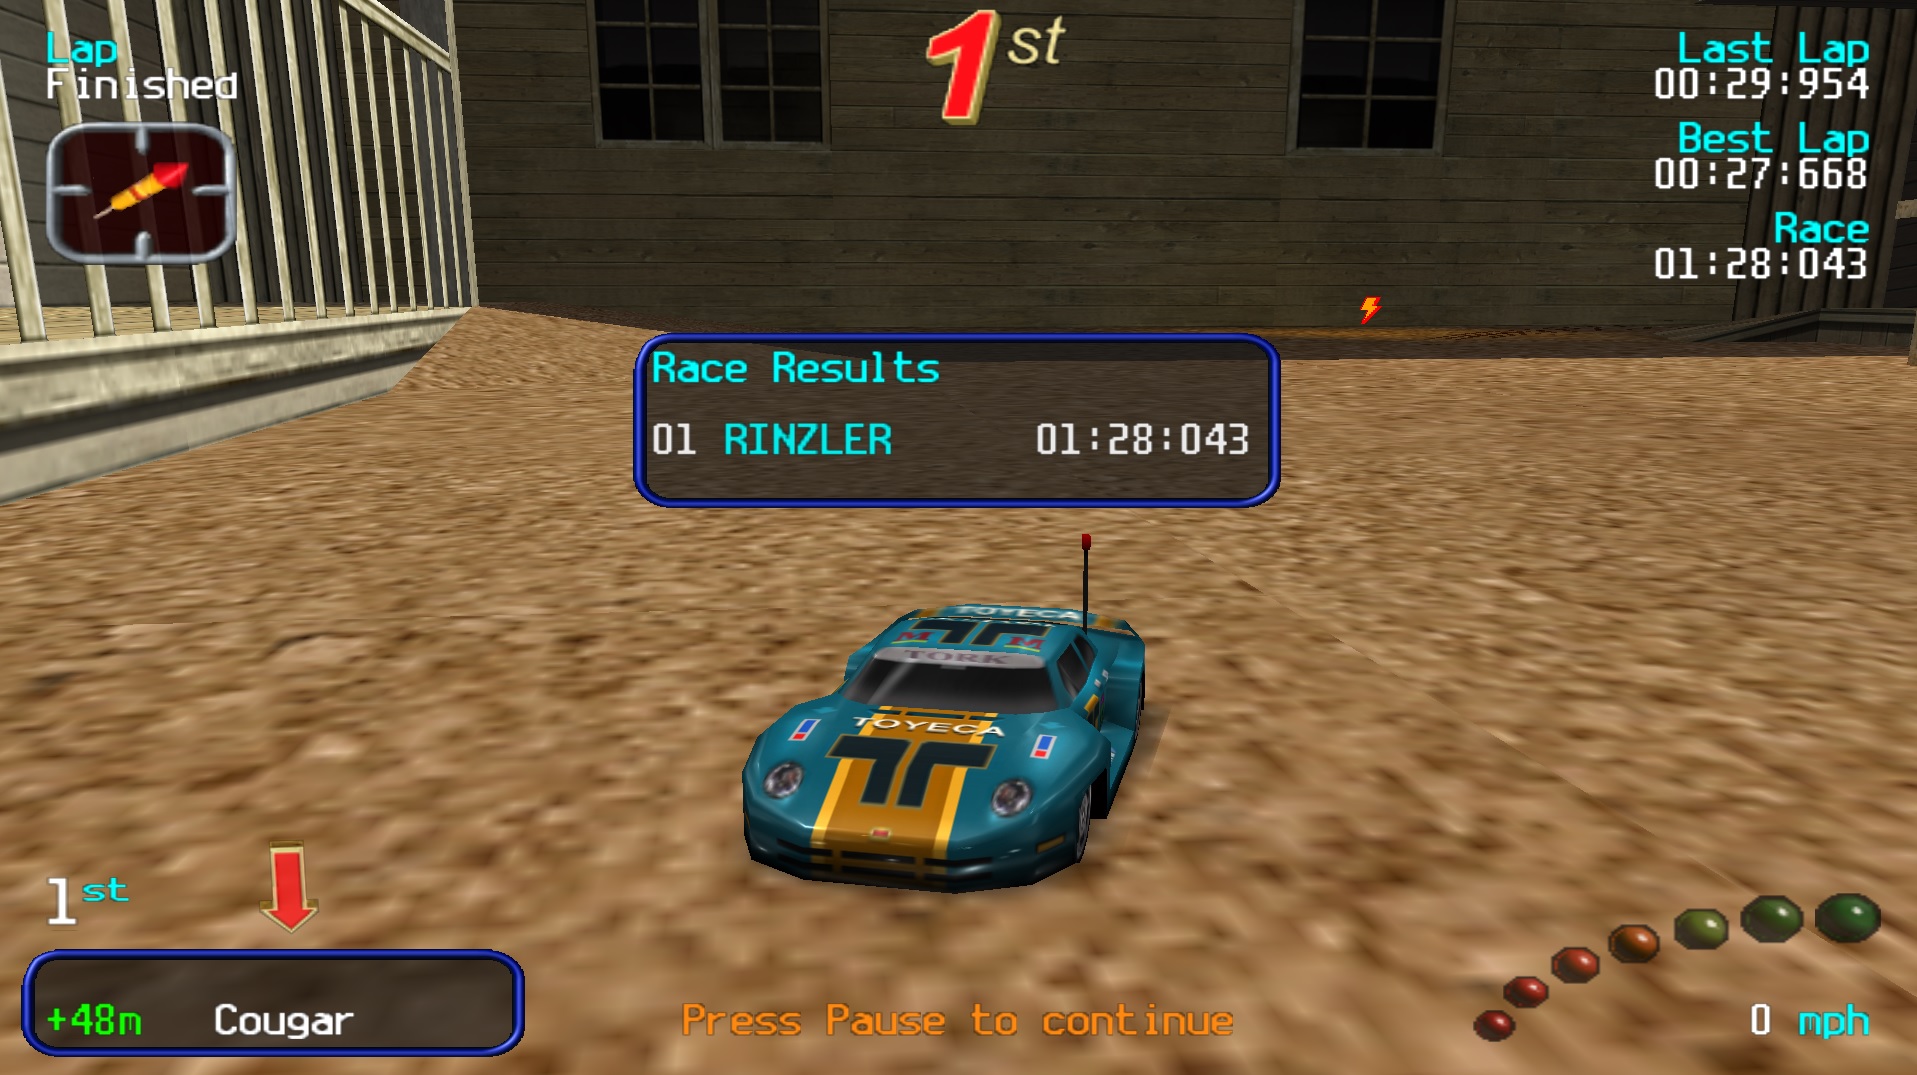 Lap
Finished
1st
Last Lap
00:29:954
Best Lap
00:27:668
Race
01:28:043
Race Results
01 RINZLER 01:28:043
TOYECA
M M
TORK
TOYECA
1st
+48m Cougar
Press Pause to continue
0 mph